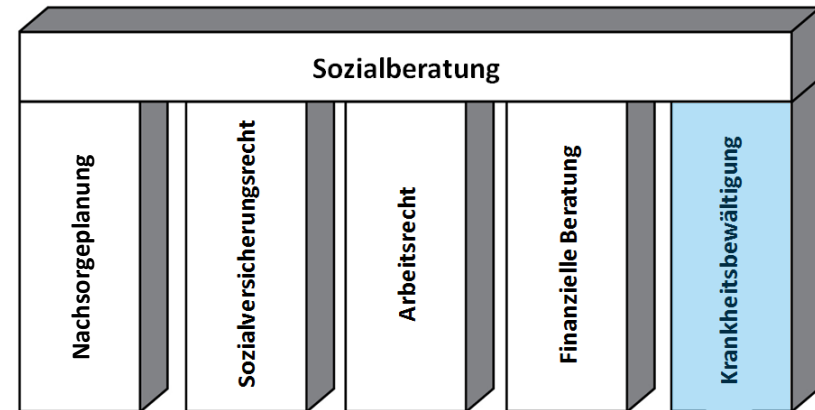 Sozialberatung
Nachsorgeplanung
Sozialversicherungsrecht
Arbeitsrecht
Finanzielle Beratung
Krankheitsbewältigung